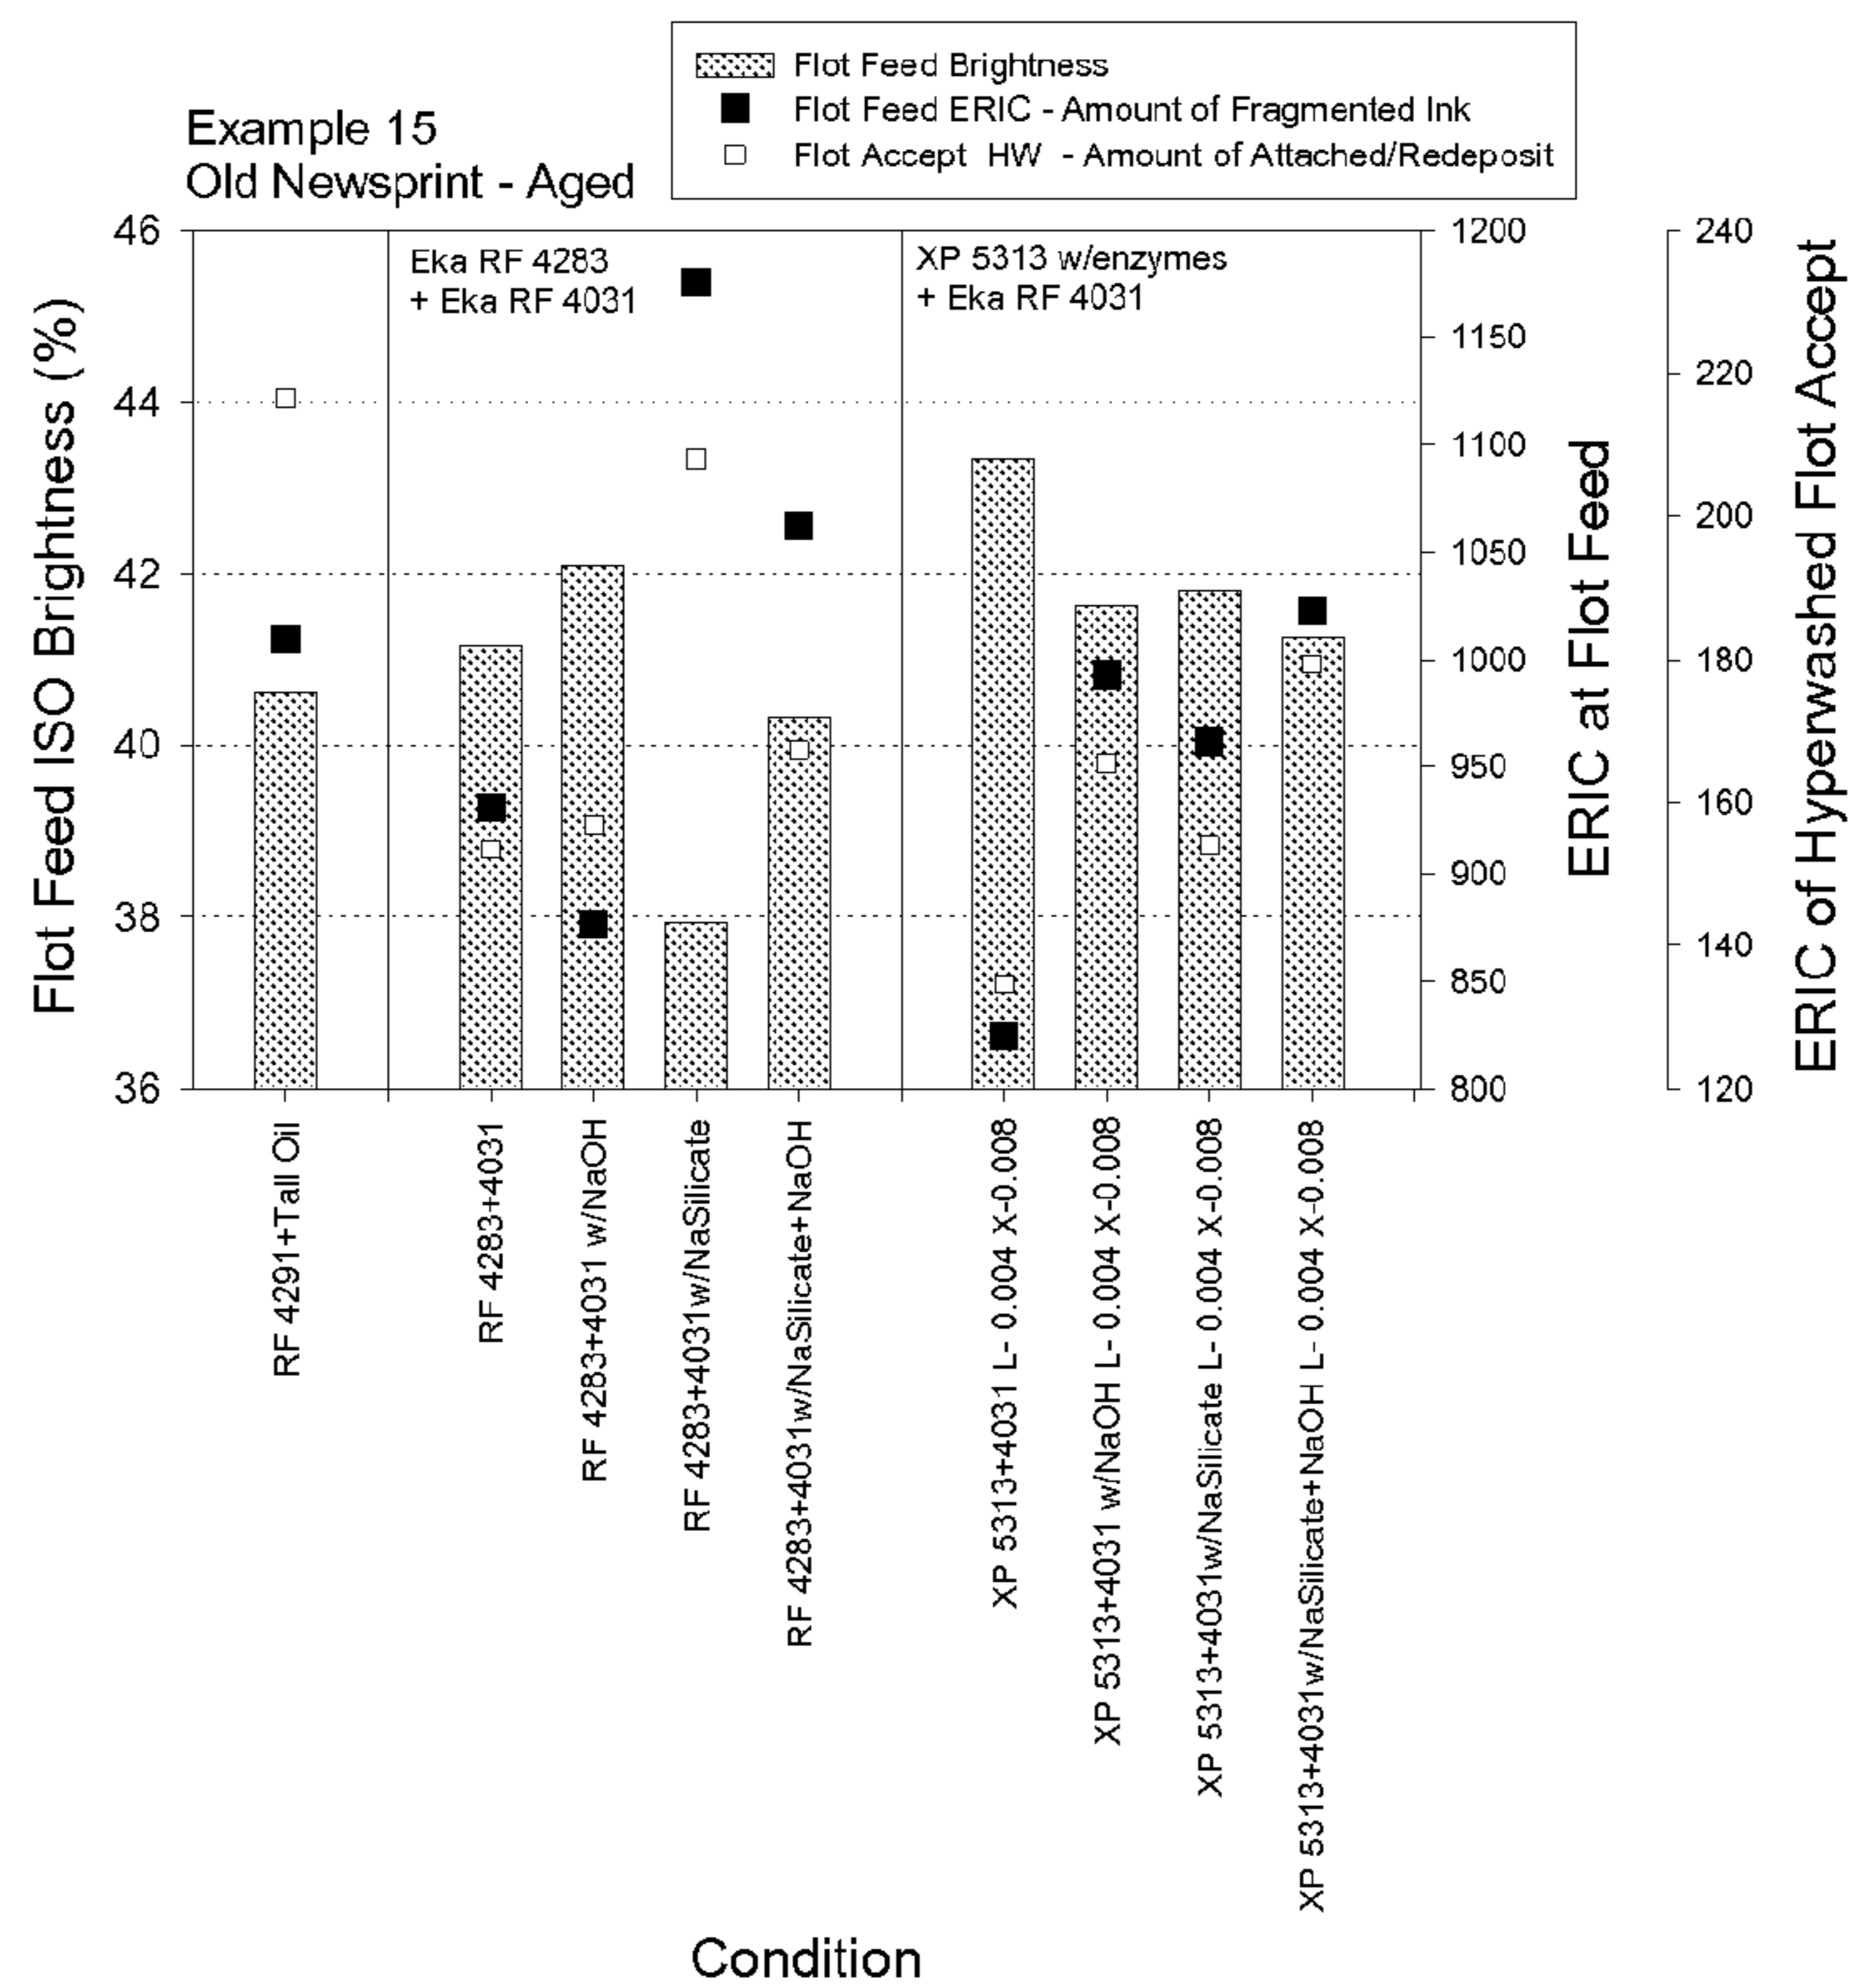 Flot Feed Brightness
Flot Feed ERIC - Amount of Fragmented Ink
Flot Accept HW - Amount of Attached/Redeposit
Example 15
Old Newsprint - Aged
Eka RF 4283
+ Eka RF 4031
XP 5313 w/enzymes
+ Eka RF 4031
Flot Feed ISO Brightness (%)
46
44
42
40
38
36
1200
1150
1100
1050
1000
950
900
850
800
ERIC at Flot Feed
240
220
200
180
160
140
120
ERIC of Hyperwashed Flot Accept
RF 4291+Tall Oil
RF 4283+4031
RF 4283+4031 w/NaOH
RF 4283+4031w/NaSilicate
RF 4283+4031w/NaSilicate+NaOH
XP 5313+4031 L- 0.004 X-0.008
XP 5313+4031 w/NaOH L- 0.004 X-0.008
XP 5313+4031w/NaSilicate L- 0.004 X-0.008
XP 5313+4031w/NaSilicate+NaOH L- 0.004 X-0.008
Condition